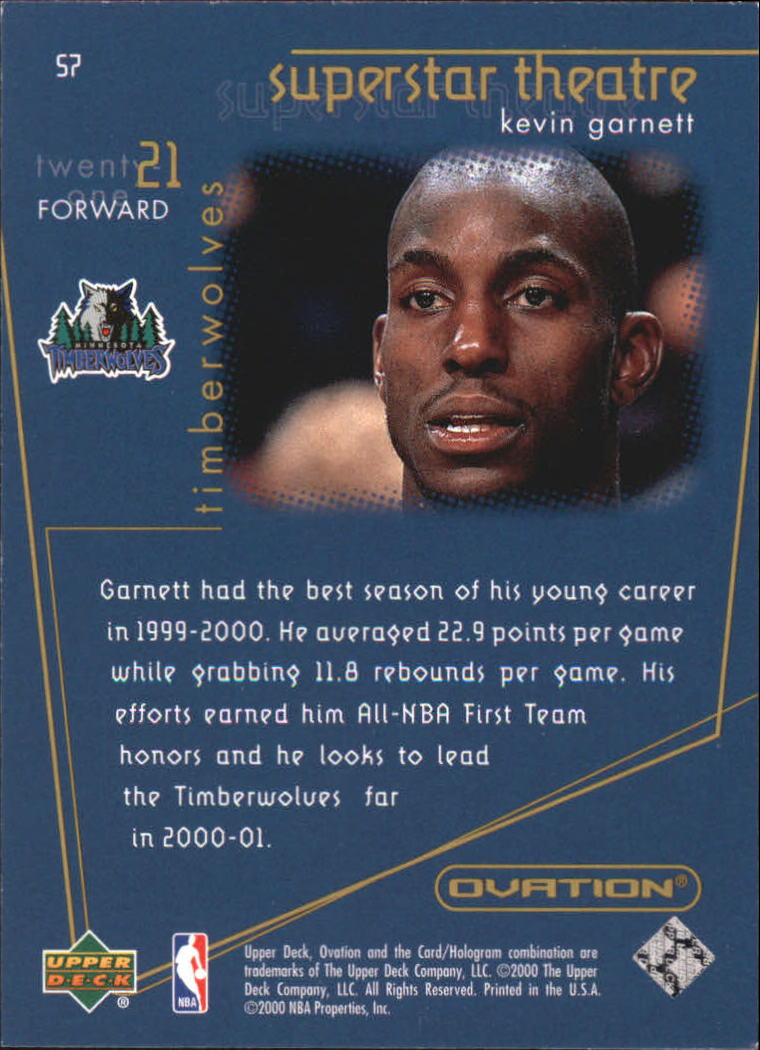 S7
superstar theatre
superstar theatre
kevin garnett
twenty-
one
21
FORWARD
timberwolves
MINNESOTA
TIMBERWOLVES
Garnett had the best season of his young career
in 1999-2000. He averaged 22.9 points per game
while grabbing 11.8 rebounds per game. His
efforts earned him All-NBA First Team
honors and he looks to lead
the Timberwolves far
in 2000-01.
OVATION®
UPPER
D·E·C·K
®
NBA
Upper Deck, Ovation and the Card/Hologram combination are
trademarks of The Upper Deck Company, LLC. ©2000 The Upper
Deck Company, LLC. All Rights Reserved. Printed in the U.S.A.
©2000 NBA Properties, Inc.